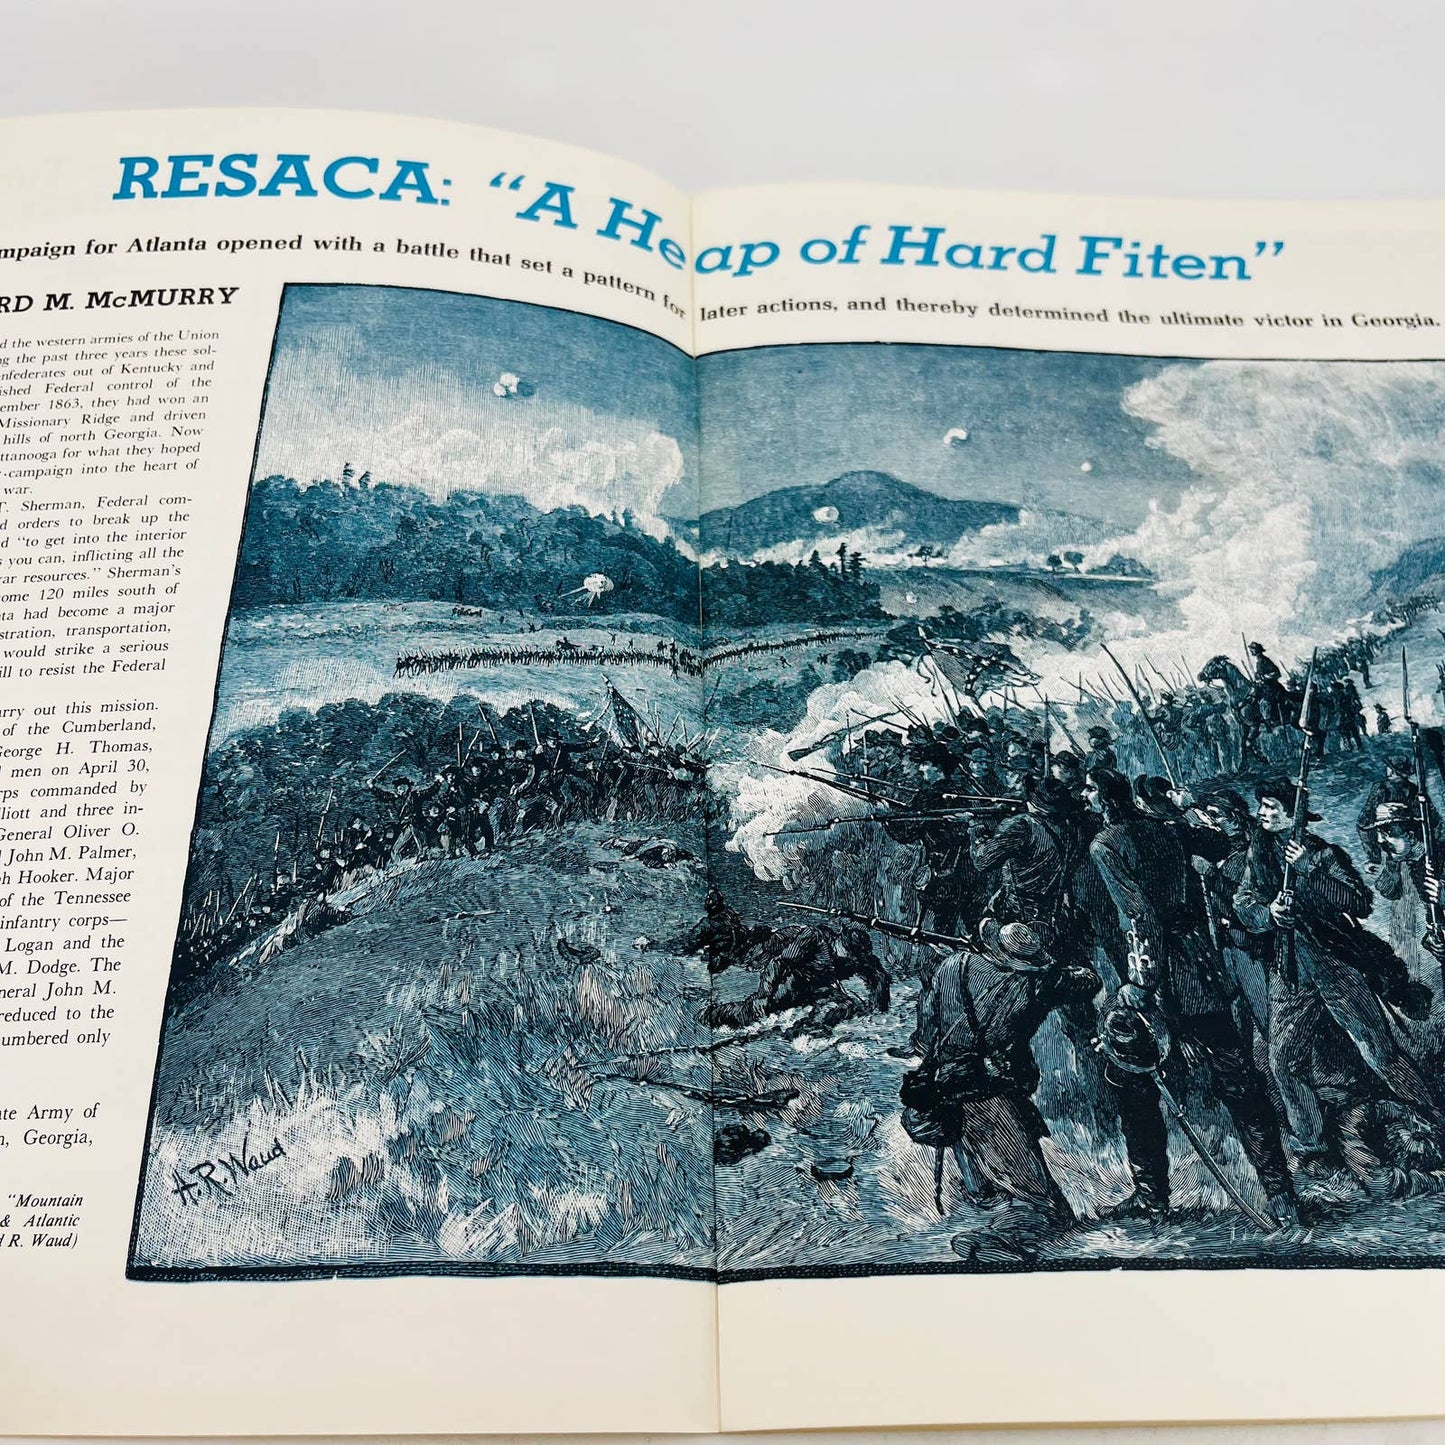 RESACA: “A Heap of Hard Fiten”
mpaign for Atlanta opened with a battle that set a pattern for later actions, and thereby determined the ultimate victor in Georgia.
RD M. McMURRY
d the western armies of the Union
ng the past three years these sol-
nfederates out of Kentucky and
ished Federal control of the
ember 1863, they had won an
Missionary Ridge and driven
hills of north Georgia. Now
ttanooga for what they hoped
campaign into the heart of
war.
T. Sherman, Federal com-
d orders to break up the
d “to get into the interior
s you can, inflicting all the
ar resources.” Sherman's
ome 120 miles south of
ta had become a major
stration, transportation,
would strike a serious
ill to resist the Federal
rry out this mission.
of the Cumberland,
George H. Thomas,
men on April 30,
rps commanded by
lliott and three in-
General Oliver O.
John M. Palmer,
ph Hooker. Major
of the Tennessee
infantry corps—
Logan and the
M. Dodge. The
neral John M.
reduced to the
umbered only
te Army of
n, Georgia,
“Mountain
& Atlantic
d R. Waud)
A.R. Waud